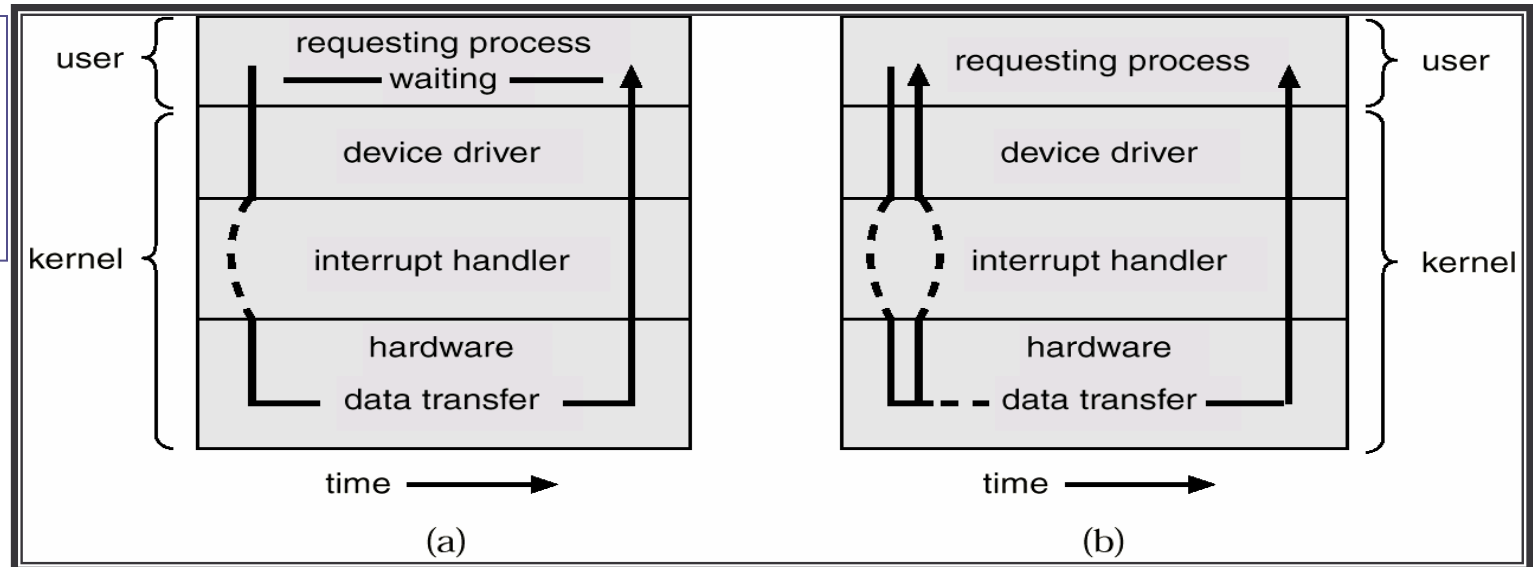 user
requesting process
waiting
device driver
kernel
interrupt handler
hardware
data transfer
time
(a)
requesting process
user
device driver
interrupt handler
kernel
hardware
data transfer
time
(b)